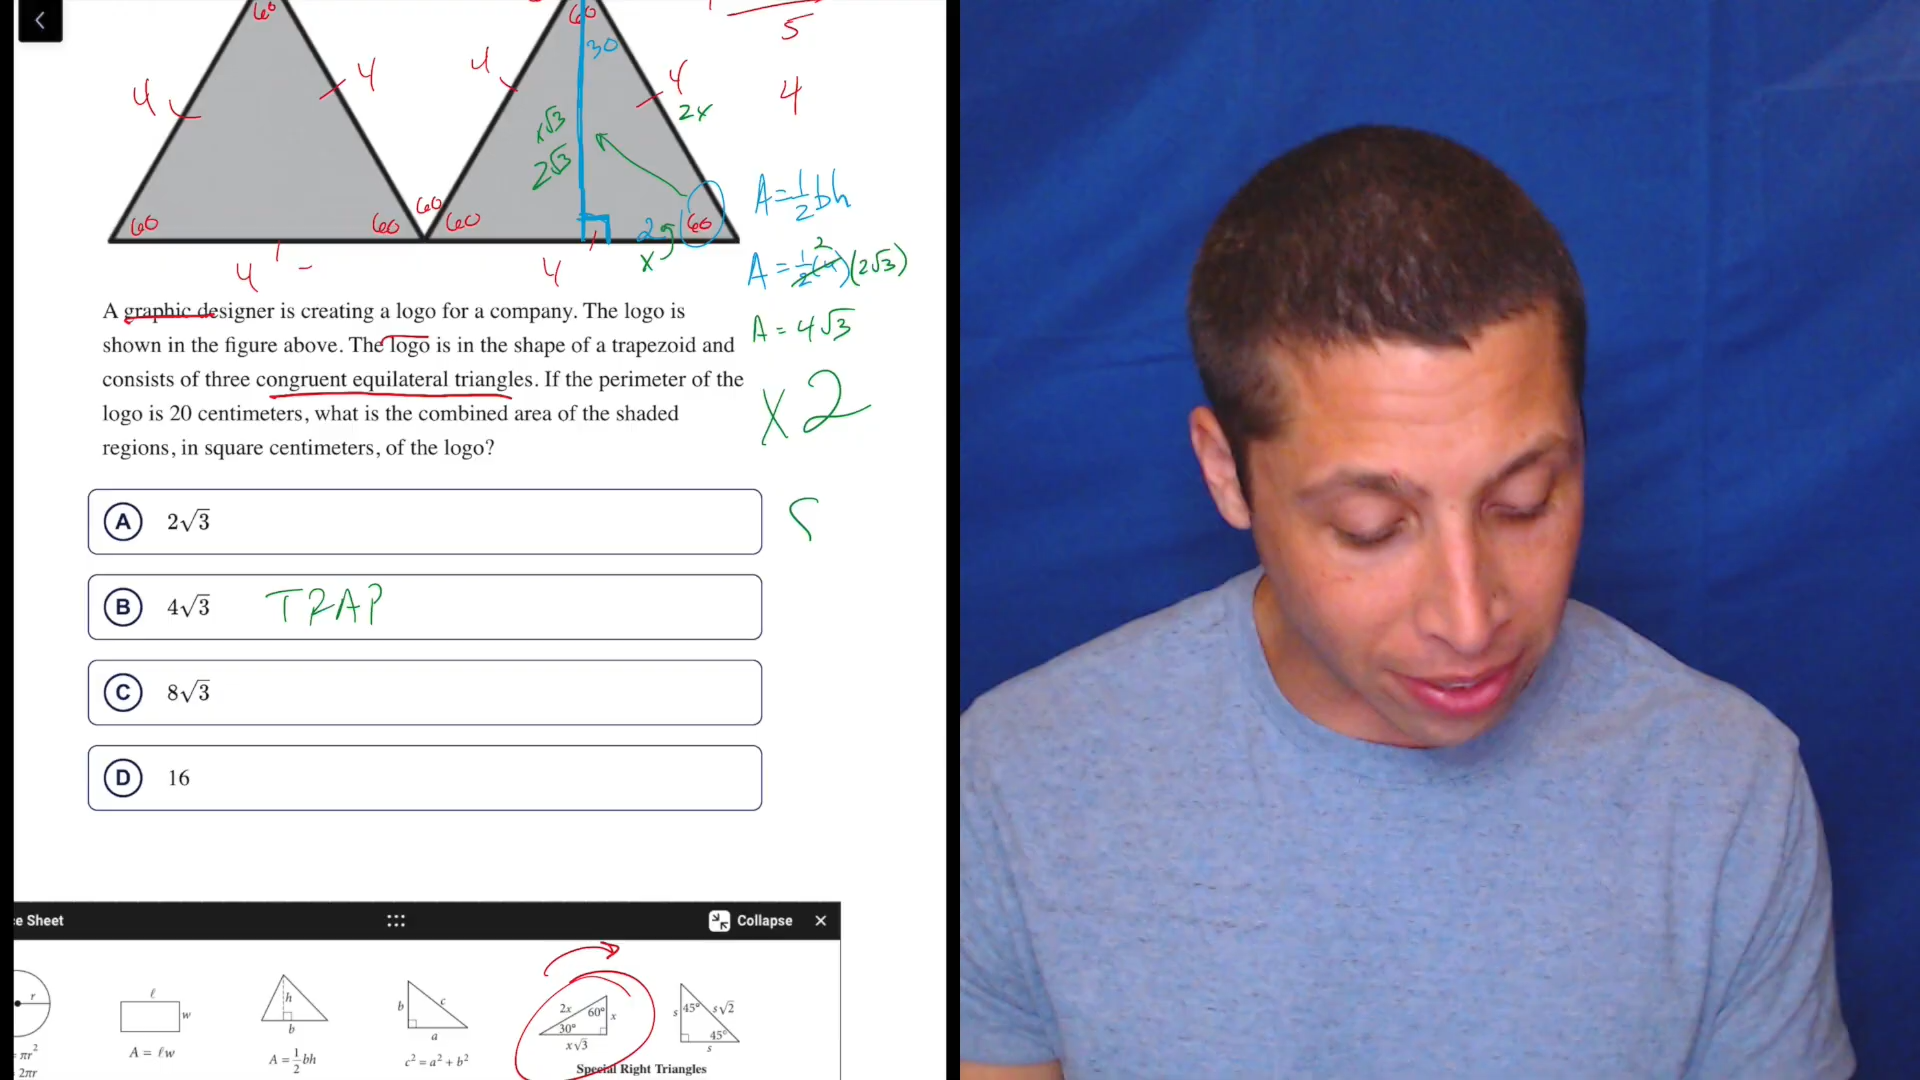 60 60 5
30
4 4 4 4 4
2x
x√3
2√3
A=1/2bh
60 60 60 60 2 60
x
A=1/2(4)(2√3) 2
4 4
A graphic designer is creating a logo for a company. The logo is
A=4√3
shown in the figure above. The logo is in the shape of a trapezoid and
consists of three congruent equilateral triangles. If the perimeter of the
x2
logo is 20 centimeters, what is the combined area of the shaded
regions, in square centimeters, of the logo?
A 2√3
B 4√3 TRAP
C 8√3
D 16
e Sheet Collapse
r
ℓ
w
h
b
b c
a
2x 60° x
30°
x√3
s 45° s√2
45°
s
= πr²
2πr
A = ℓw
A = 1/2 bh
c² = a² + b²
Special Right Triangles